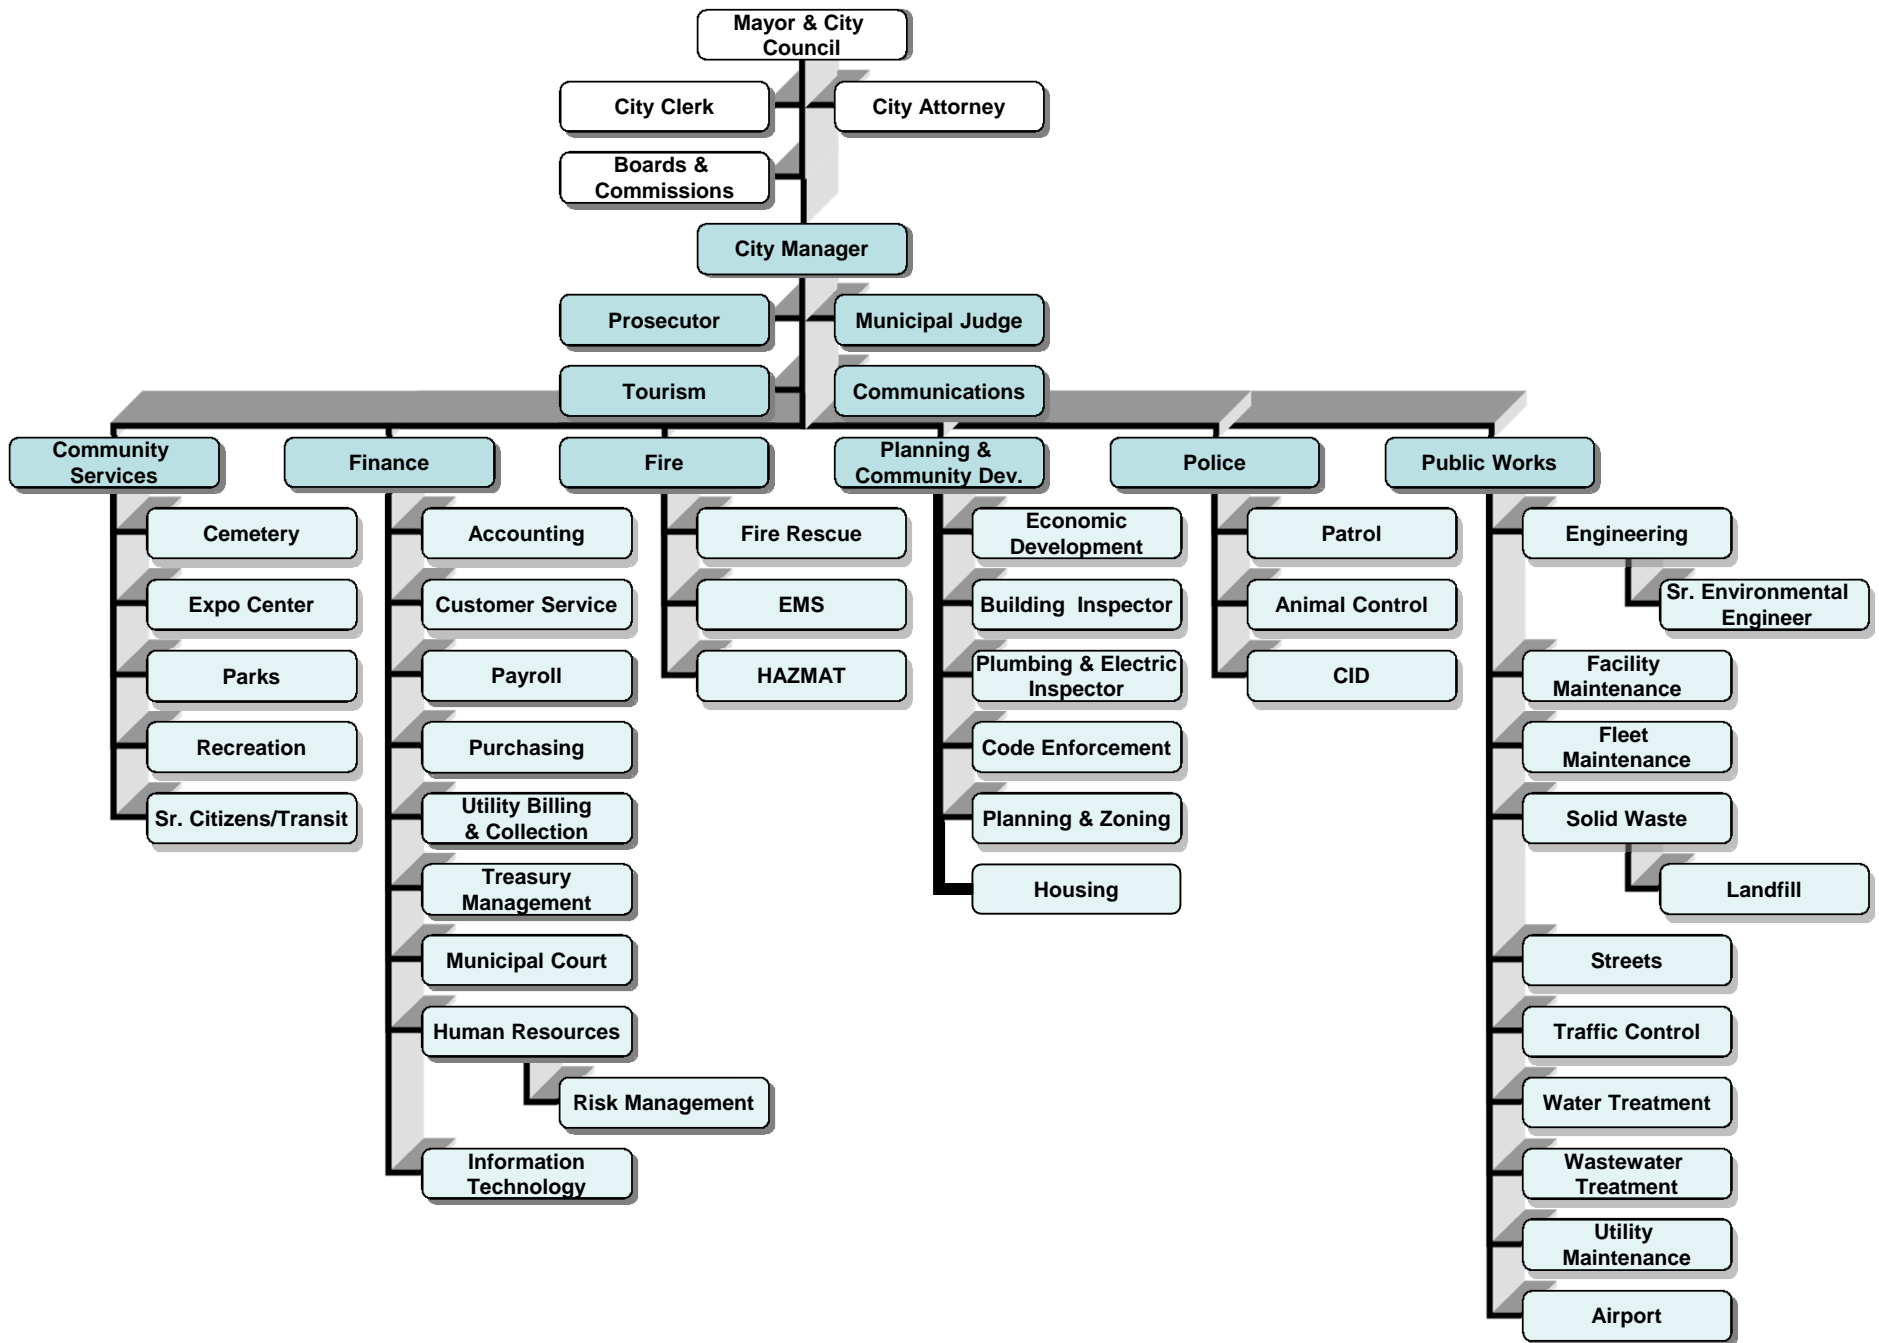 Mayor & City
Council
City Clerk
City Attorney
Boards &
Commissions
City Manager
Prosecutor
Municipal Judge
Tourism
Communications
Community
Services
Finance
Fire
Planning &
Community Dev.
Police
Public Works
Cemetery
Expo Center
Parks
Recreation
Sr. Citizens/Transit
Accounting
Customer Service
Payroll
Purchasing
Utility Billing
& Collection
Treasury
Management
Municipal Court
Human Resources
Risk Management
Information
Technology
Fire Rescue
EMS
HAZMAT
Economic
Development
Building  Inspector
Plumbing & Electric
Inspector
Code Enforcement
Planning & Zoning
Housing
Patrol
Animal Control
CID
Engineering
Sr. Environmental
Engineer
Facility
Maintenance
Fleet
Maintenance
Solid Waste
Landfill
Streets
Traffic Control
Water Treatment
Wastewater
Treatment
Utility
Maintenance
Airport